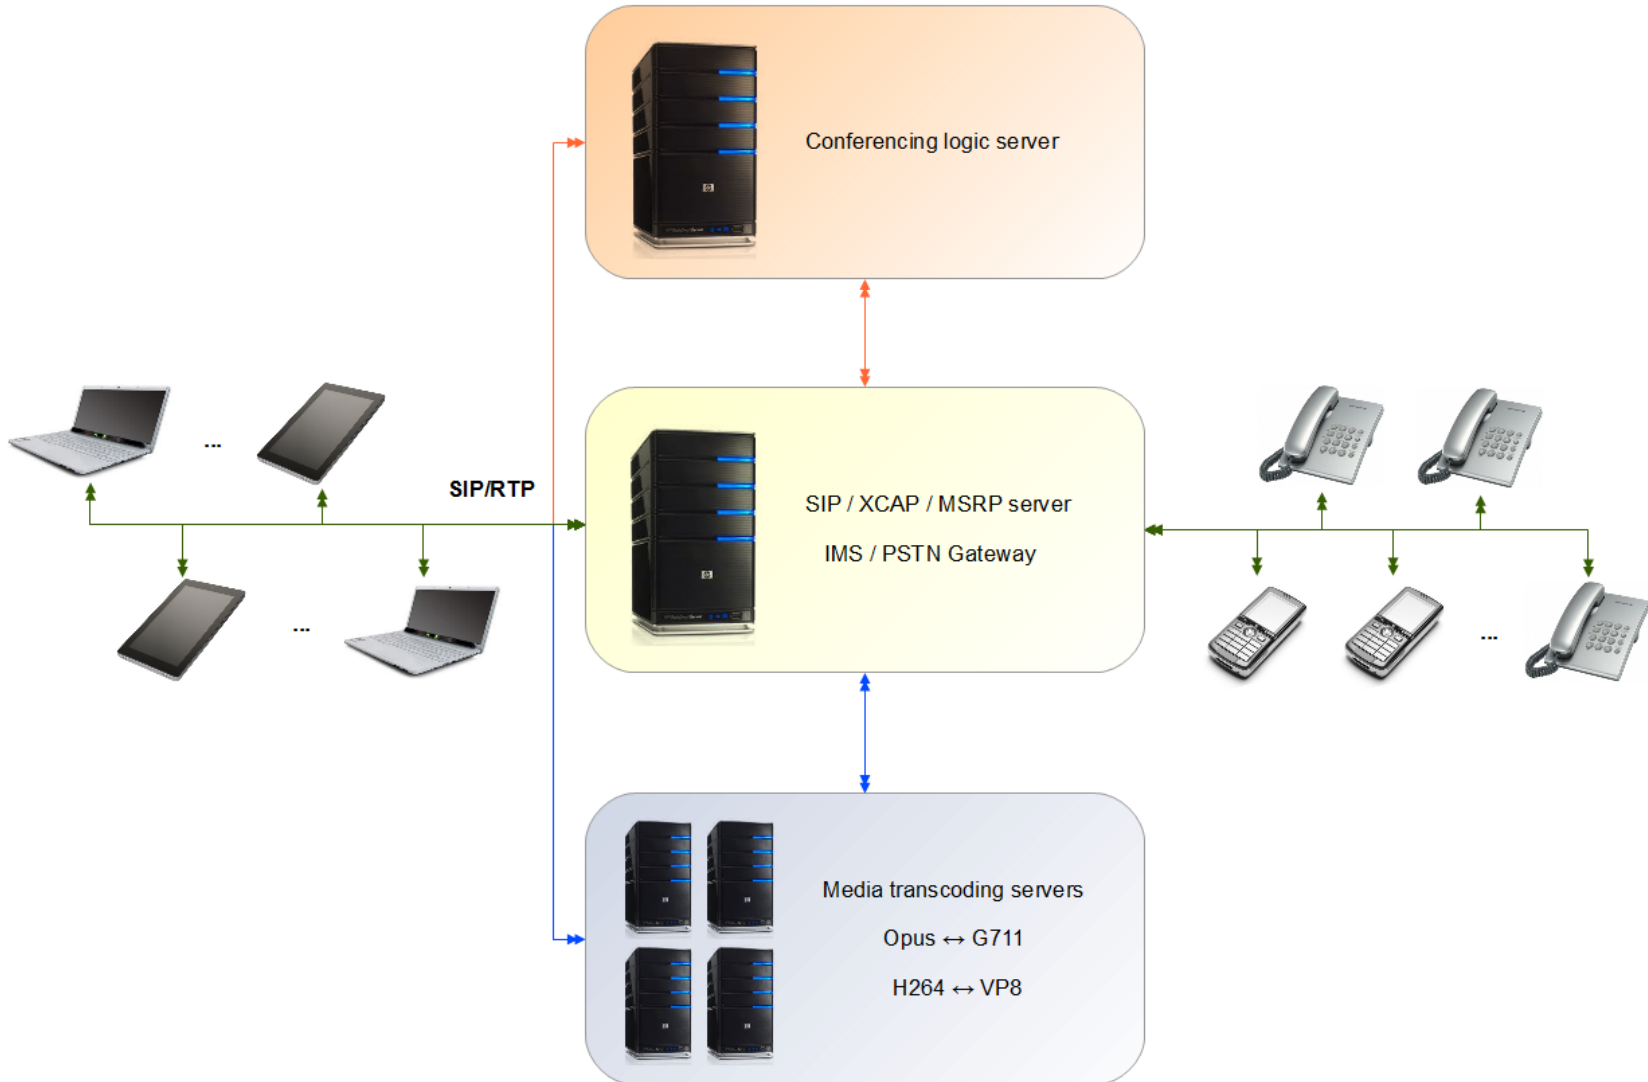 Conferencing logic server
...
SIP/RTP
SIP / XCAP / MSRP server
IMS / PSTN Gateway
...
...
Media transcoding servers
Opus ↔ G711
H264 ↔ VP8